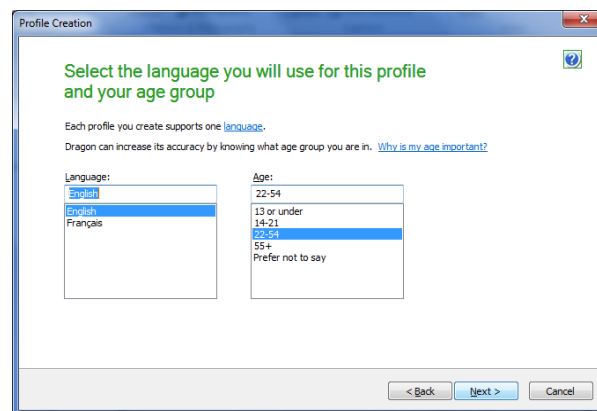 Profile Creation
Select the language you will use for this profile
and your age group
Each profile you create supports one language.
Dragon can increase its accuracy by knowing what age group you are in. Why is my age important?
Language:
English
English
Français
Age:
22-54
13 or under
14-21
22-54
55+
Prefer not to say
< Back
Next >
Cancel